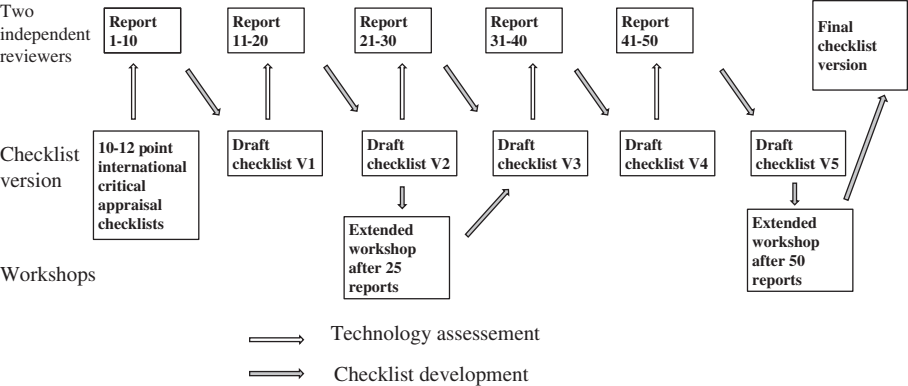 Two
independent
reviewers
Report
1-10
Report
11-20
Report
21-30
Report
31-40
Report
41-50
Final
checklist
version
Checklist
version
10-12 point
international
critical
appraisal
checklists
Draft
checklist V1
Draft
checklist V2
Draft
checklist V3
Draft
checklist V4
Draft
checklist V5
Workshops
Extended
workshop
after 25
reports
Extended
workshop
after 50
reports
Technology assessement
Checklist development